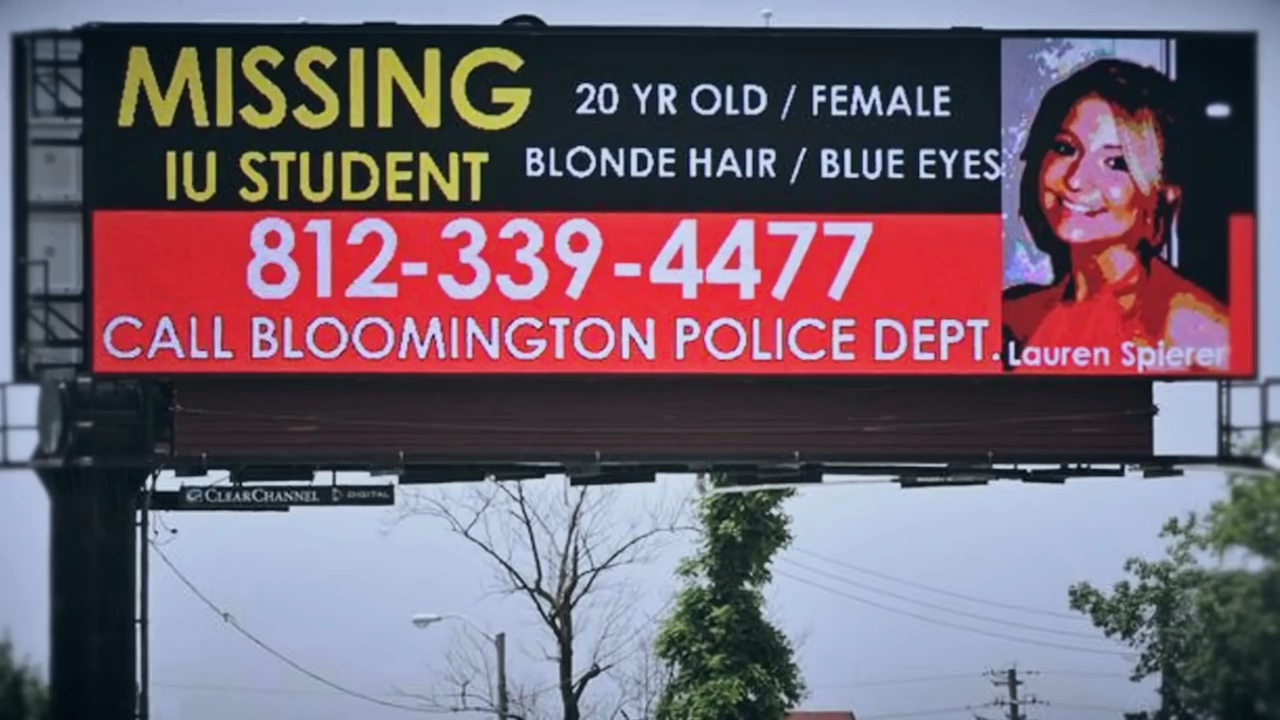 MISSING
IU STUDENT
20 YR OLD / FEMALE
BLONDE HAIR / BLUE EYES
812-339-4477
CALL BLOOMINGTON POLICE DEPT.
Lauren Spierer
CLEARCHANNEL DIGITAL